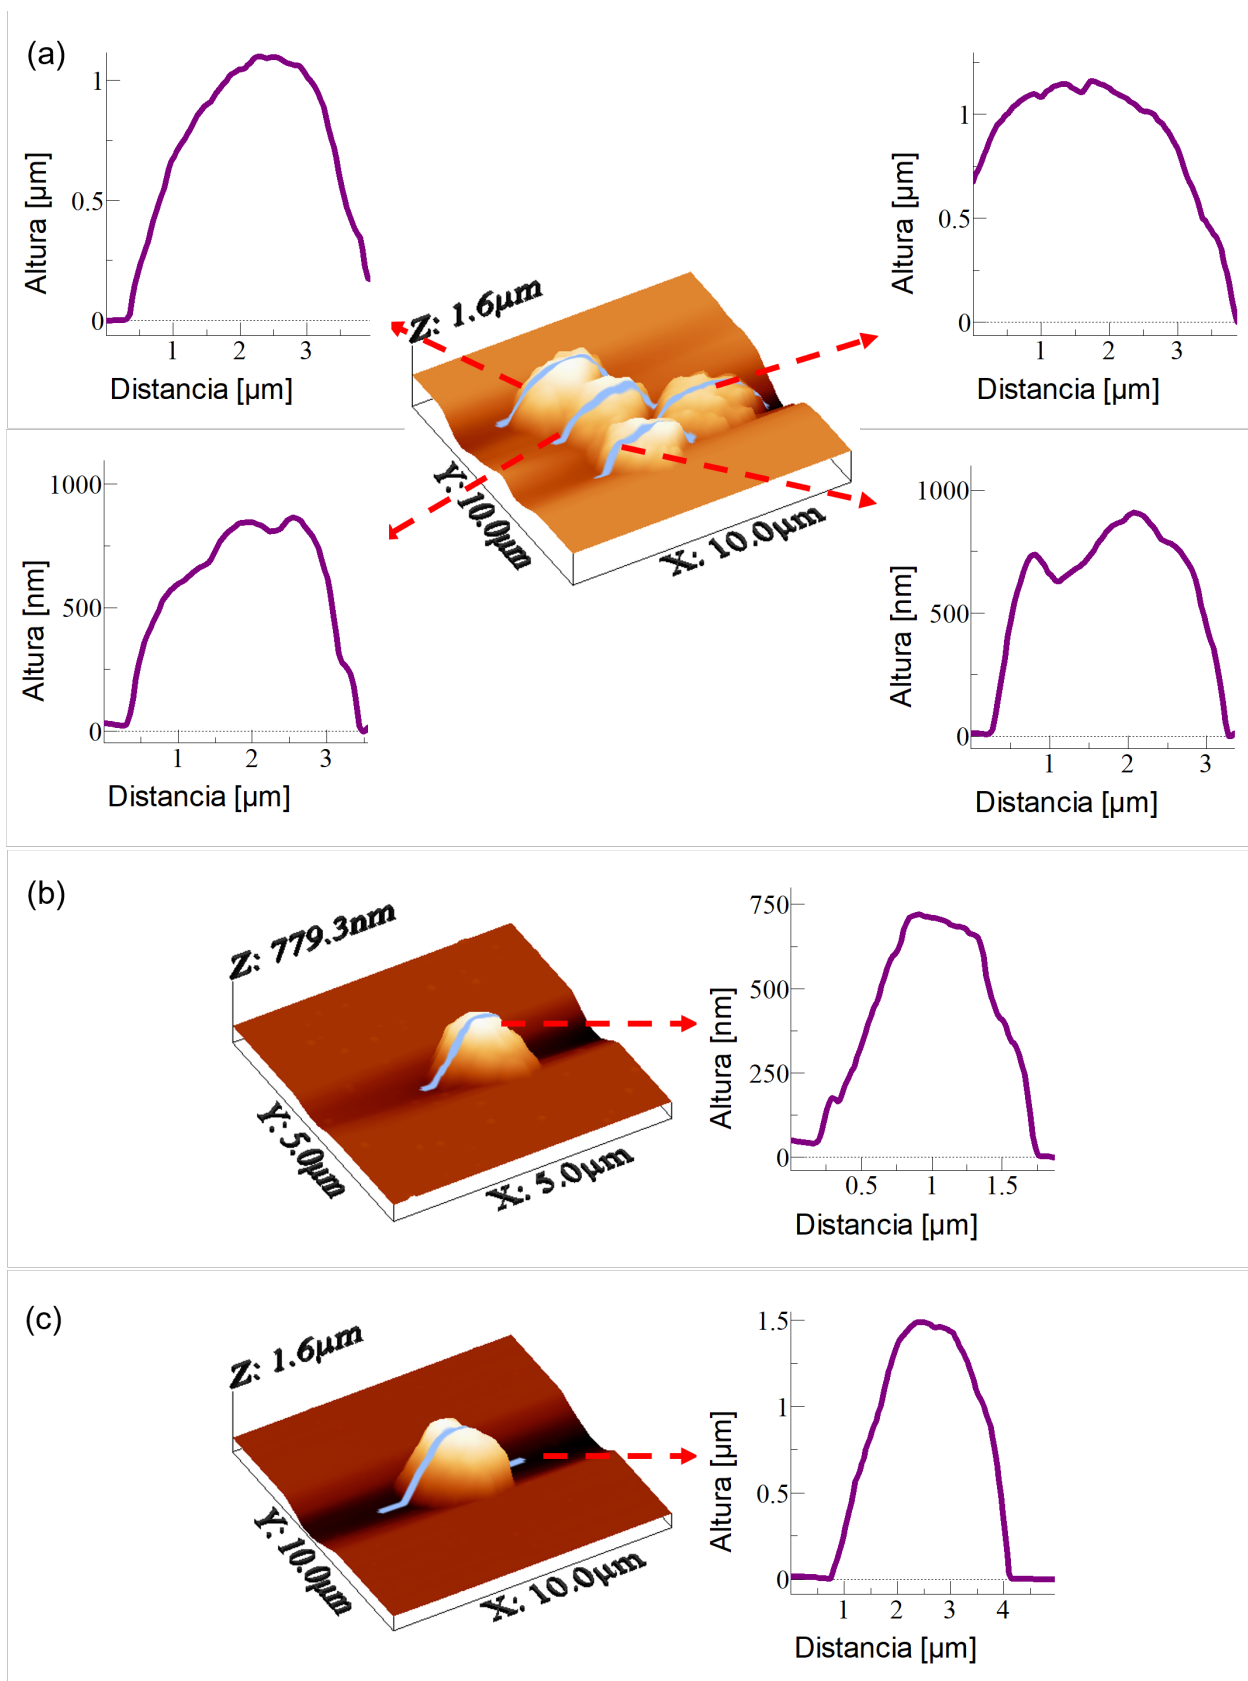 (a)
1
0.5
0
Altura [µm]
1 2 3
Distancia [µm]
1
0.5
0
Altura [µm]
1 2 3
Distancia [µm]
Z: 1.6µm
Y: 10.0µm
X: 10.0µm
1000
500
0
Altura [nm]
1 2 3
Distancia [µm]
1000
500
0
Altura [nm]
1 2 3
Distancia [µm]
(b)
Z: 779.3nm
Y: 5.0µm
X: 5.0µm
750
500
250
0
Altura [nm]
0.5 1 1.5
Distancia [µm]
(c)
Z: 1.6µm
Y: 10.0µm
X: 10.0µm
1.5
1
0.5
0
Altura [µm]
1 2 3 4
Distancia [µm]